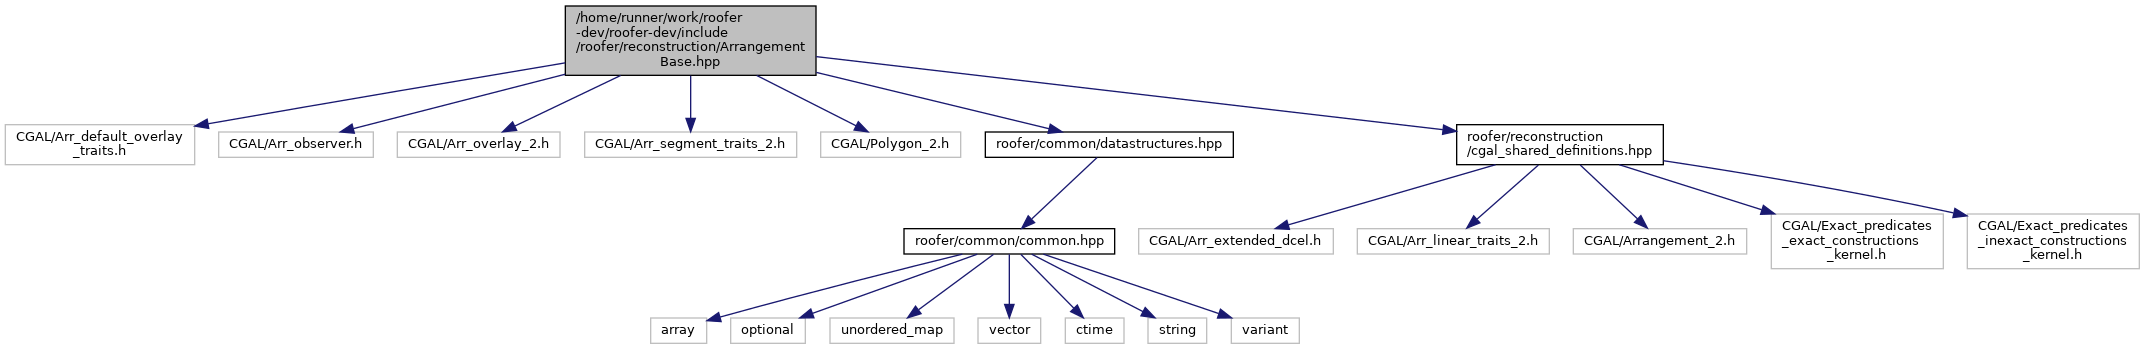 /home/runner/work/roofer
-dev/roofer-dev/include
/roofer/reconstruction/Arrangement
Base.hpp
CGAL/Arr_default_overlay
_traits.h
CGAL/Arr_observer.h
CGAL/Arr_overlay_2.h
CGAL/Arr_segment_traits_2.h
CGAL/Polygon_2.h
roofer/common/datastructures.hpp
roofer/reconstruction
/cgal_shared_definitions.hpp
roofer/common/common.hpp
CGAL/Arr_extended_dcel.h
CGAL/Arr_linear_traits_2.h
CGAL/Arrangement_2.h
CGAL/Exact_predicates
_exact_constructions
_kernel.h
CGAL/Exact_predicates
_inexact_constructions
_kernel.h
array
optional
unordered_map
vector
ctime
string
variant